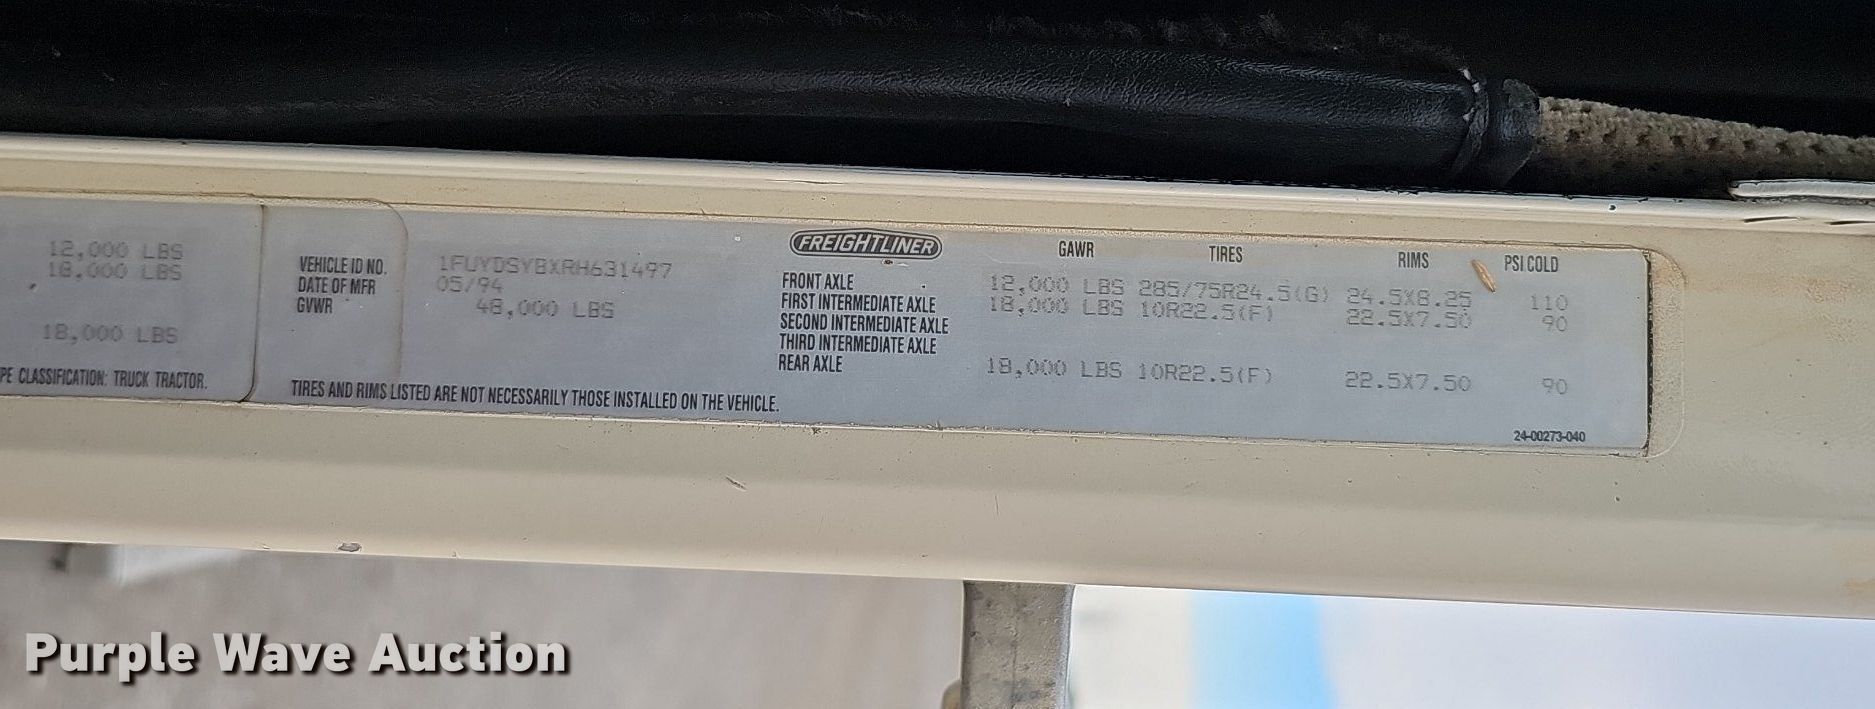 12,000 LBS
18,000 LBS
18,000 LBS
PE CLASSIFICATION: TRUCK TRACTOR.
VEHICLE ID NO. 1FUYDSYBXRH631497
DATE OF MFR 05/94
GVWR 48,000 LBS
TIRES AND RIMS LISTED ARE NOT NECESSARILY THOSE INSTALLED ON THE VEHICLE.
FREIGHTLINER GAWR TIRES RIMS PSI COLD
FRONT AXLE 12,000 LBS 285/75R24.5(G) 24.5X8.25 110
FIRST INTERMEDIATE AXLE 18,000 LBS 10R22.5(F) 22.5X7.50 90
SECOND INTERMEDIATE AXLE
THIRD INTERMEDIATE AXLE
REAR AXLE 18,000 LBS 10R22.5(F) 22.5X7.50 90
24-00273-040
Purple Wave Auction